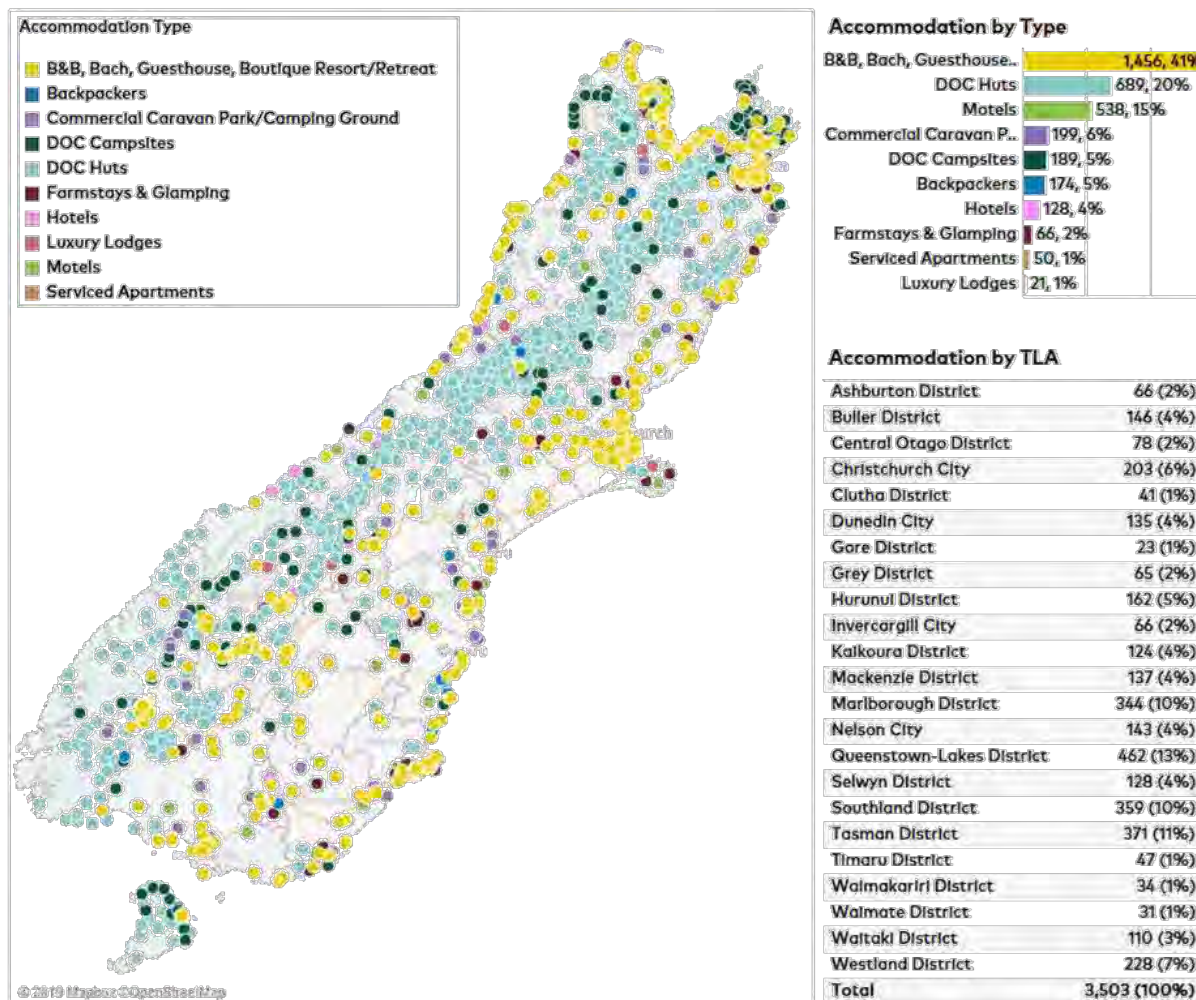 Accommodation Type
B&B, Bach, Guesthouse, Boutique Resort/Retreat
Backpackers
Commercial Caravan Park/Camping Ground
DOC Campsites
DOC Huts
Farmstays & Glamping
Hotels
Luxury Lodges
Motels
Serviced Apartments
© 2019 Mapbox © OpenStreetMap
Accommodation by Type
B&B, Bach, Guesthouse.. 1,456, 41%
DOC Huts 689, 20%
Motels 538, 15%
Commercial Caravan P.. 199, 6%
DOC Campsites 189, 5%
Backpackers 174, 5%
Hotels 128, 4%
Farmstays & Glamping 66, 2%
Serviced Apartments 50, 1%
Luxury Lodges 21, 1%
Accommodation by TLA
Ashburton District 66 (2%)
Buller District 146 (4%)
Central Otago District 78 (2%)
Christchurch City 203 (6%)
Clutha District 41 (1%)
Dunedin City 135 (4%)
Gore District 23 (1%)
Grey District 65 (2%)
Hurunui District 162 (5%)
Invercargill City 66 (2%)
Kaikoura District 124 (4%)
Mackenzie District 137 (4%)
Marlborough District 344 (10%)
Nelson City 143 (4%)
Queenstown-Lakes District 462 (13%)
Selwyn District 128 (4%)
Southland District 359 (10%)
Tasman District 371 (11%)
Timaru District 47 (1%)
Waimakariri District 34 (1%)
Waimate District 31 (1%)
Waitaki District 110 (3%)
Westland District 228 (7%)
Total 3,503 (100%)